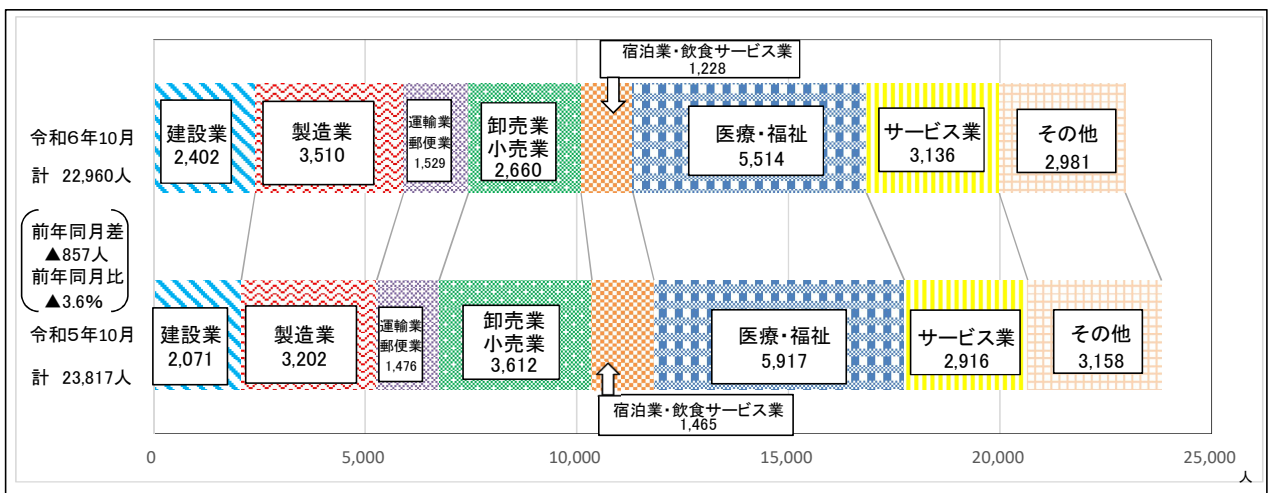 宿泊業・飲食サービス業
1,228
令和6年10月
計 22,960人
建設業
2,402
製造業
3,510
運輸業
郵便業
1,529
卸売業
小売業
2,660
医療・福祉
5,514
サービス業
3,136
その他
2,981
前年同月差
▲857人
前年同月比
▲3.6%
令和5年10月
計 23,817人
建設業
2,071
製造業
3,202
運輸業
郵便業
1,476
卸売業
小売業
3,612
医療・福祉
5,917
サービス業
2,916
その他
3,158
宿泊業・飲食サービス業
1,465
0 5,000 10,000 15,000 20,000 25,000
人